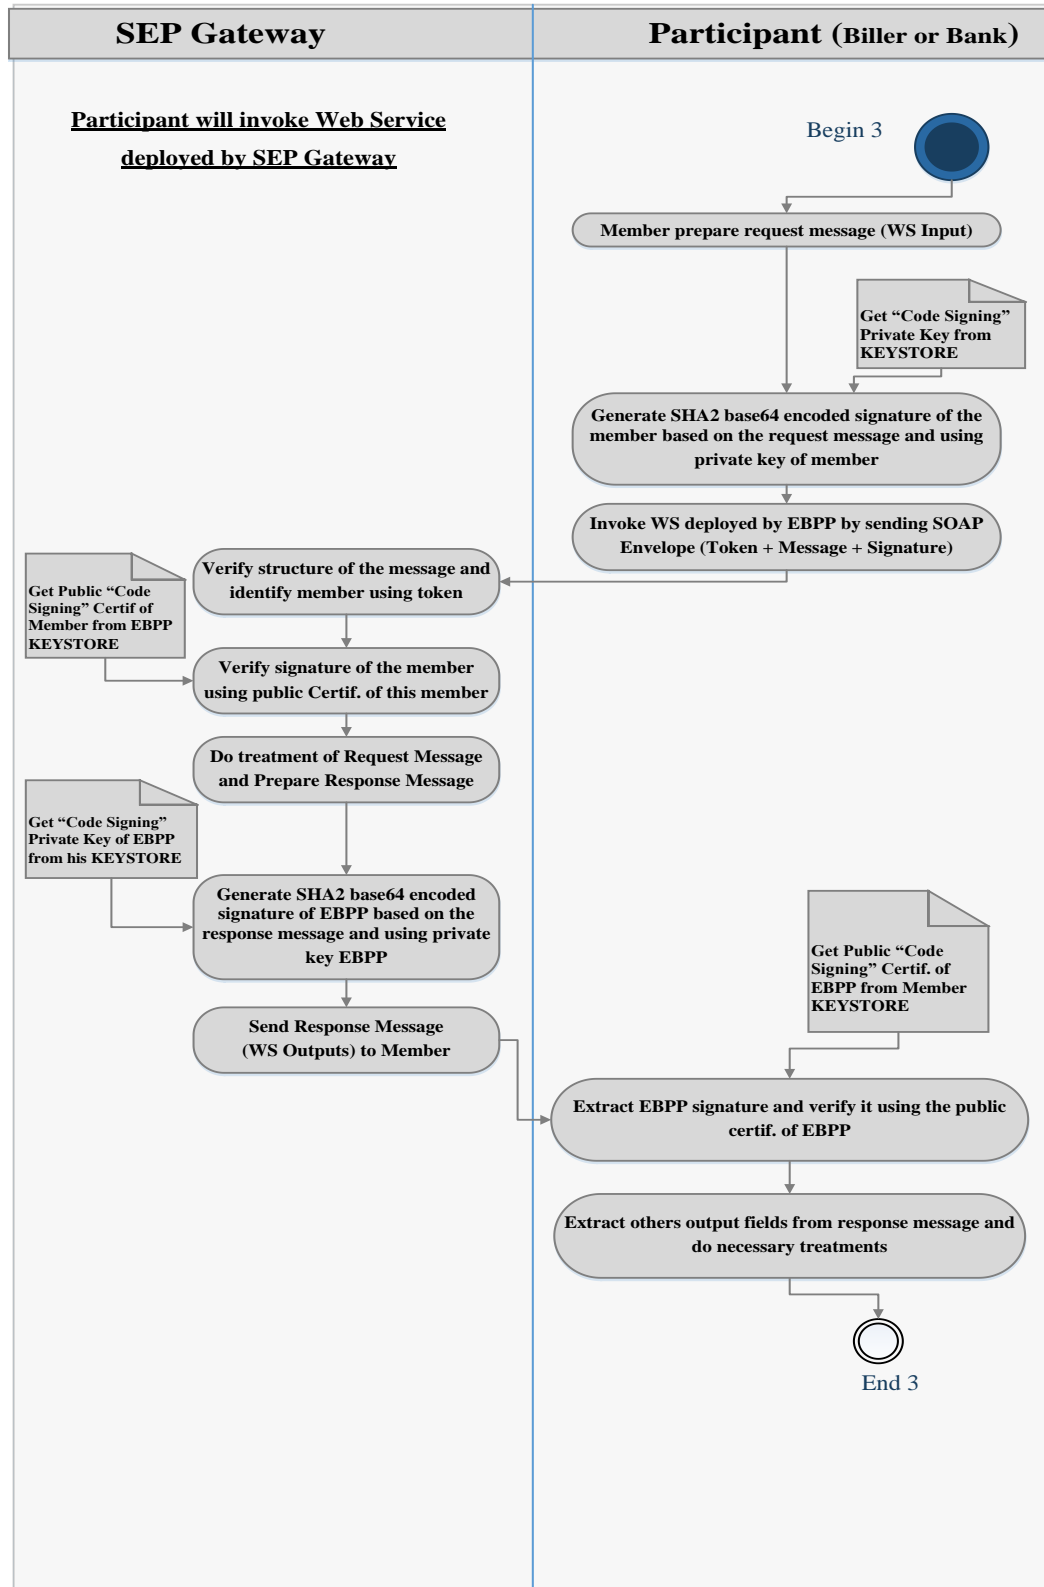 SEP Gateway
Participant (Biller or Bank)
Participant will invoke Web Service
deployed by SEP Gateway
Begin 3
Member prepare request message (WS Input)
Get “Code Signing”
Private Key from
KEYSTORE
Generate SHA2 base64 encoded signature of the
member based on the request message and using
private key of member
Invoke WS deployed by EBPP by sending SOAP
Envelope (Token + Message + Signature)
Verify structure of the message and
identify member using token
Get Public “Code
Signing” Certif of
Member from EBPP
KEYSTORE
Verify signature of the member
using public Certif. of this member
Do treatment of Request Message
and Prepare Response Message
Get “Code Signing”
Private Key of EBPP
from his KEYSTORE
Generate SHA2 base64 encoded
signature of EBPP based on the
response message and using private
key EBPP
Send Response Message
(WS Outputs) to Member
Get Public “Code
Signing” Certif. of
EBPP from Member
KEYSTORE
Extract EBPP signature and verify it using the public
certif. of EBPP
Extract others output fields from response message and
do necessary treatments
End 3